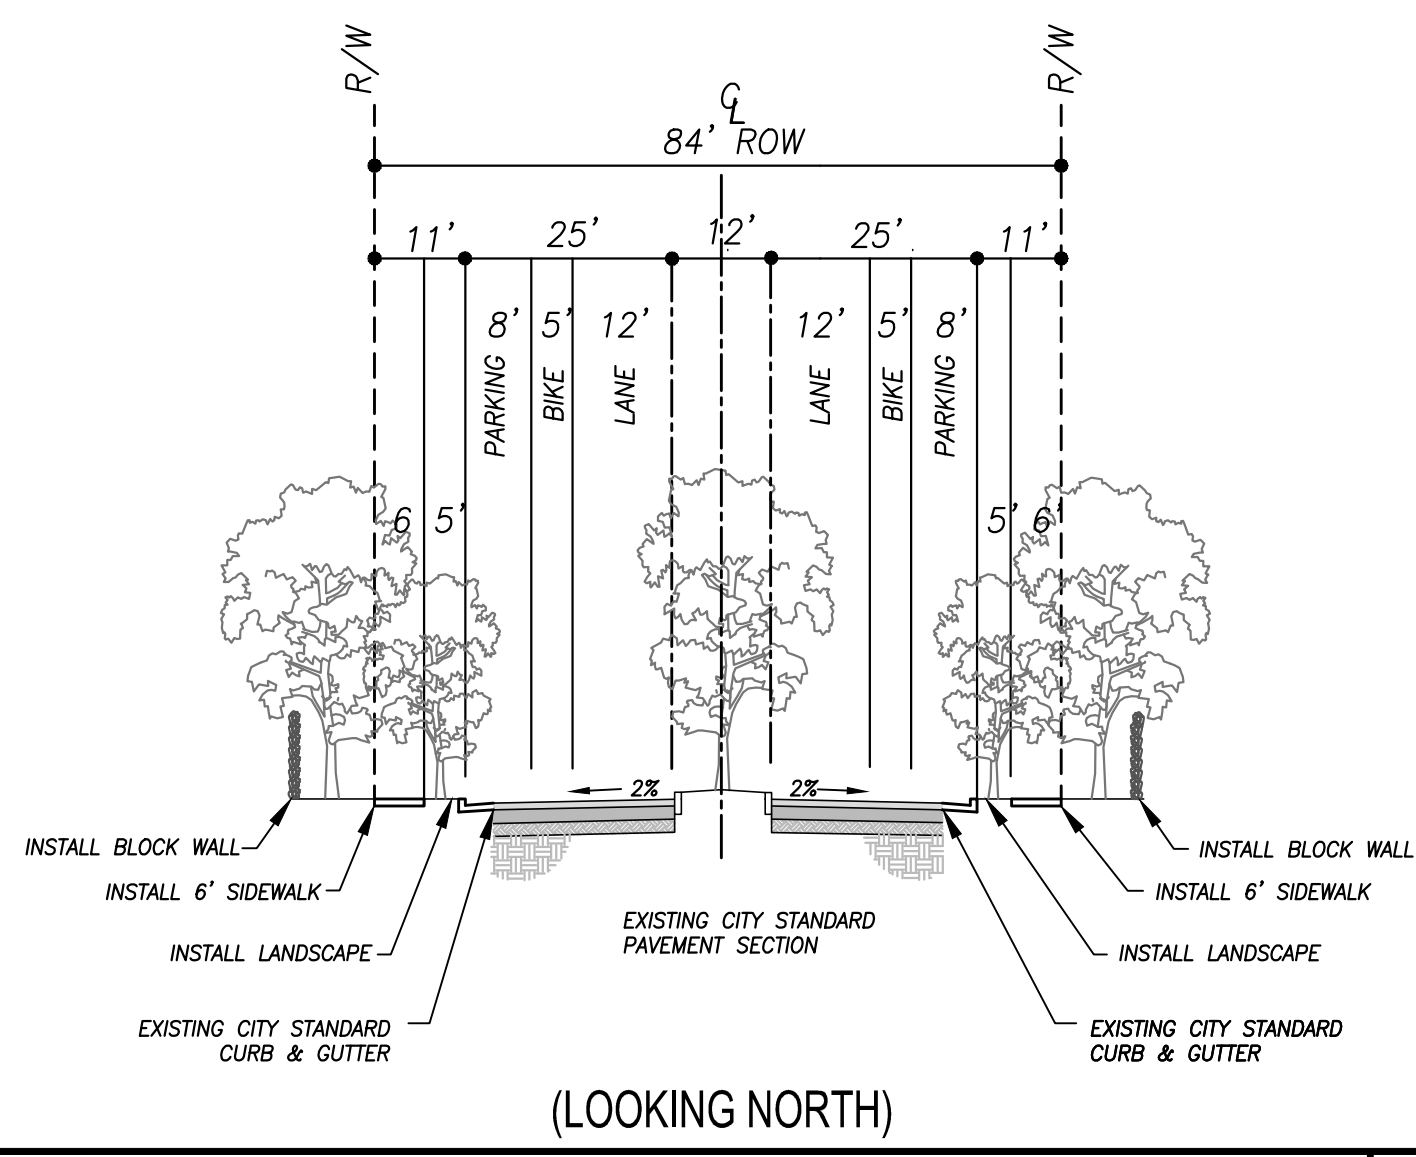 R/W
R/W
CL
84' ROW
11'
25'
12'
25'
11'
8'
5'
12'
12'
5'
8'
PARKING
BIKE
LANE
LANE
BIKE
PARKING
6
5'
5'
6'
2%
2%
INSTALL BLOCK WALL
INSTALL BLOCK WALL
INSTALL 6' SIDEWALK
INSTALL 6' SIDEWALK
EXISTING CITY STANDARD
PAVEMENT SECTION
INSTALL LANDSCAPE
INSTALL LANDSCAPE
EXISTING CITY STANDARD
CURB & GUTTER
EXISTING CITY STANDARD
CURB & GUTTER
(LOOKING NORTH)